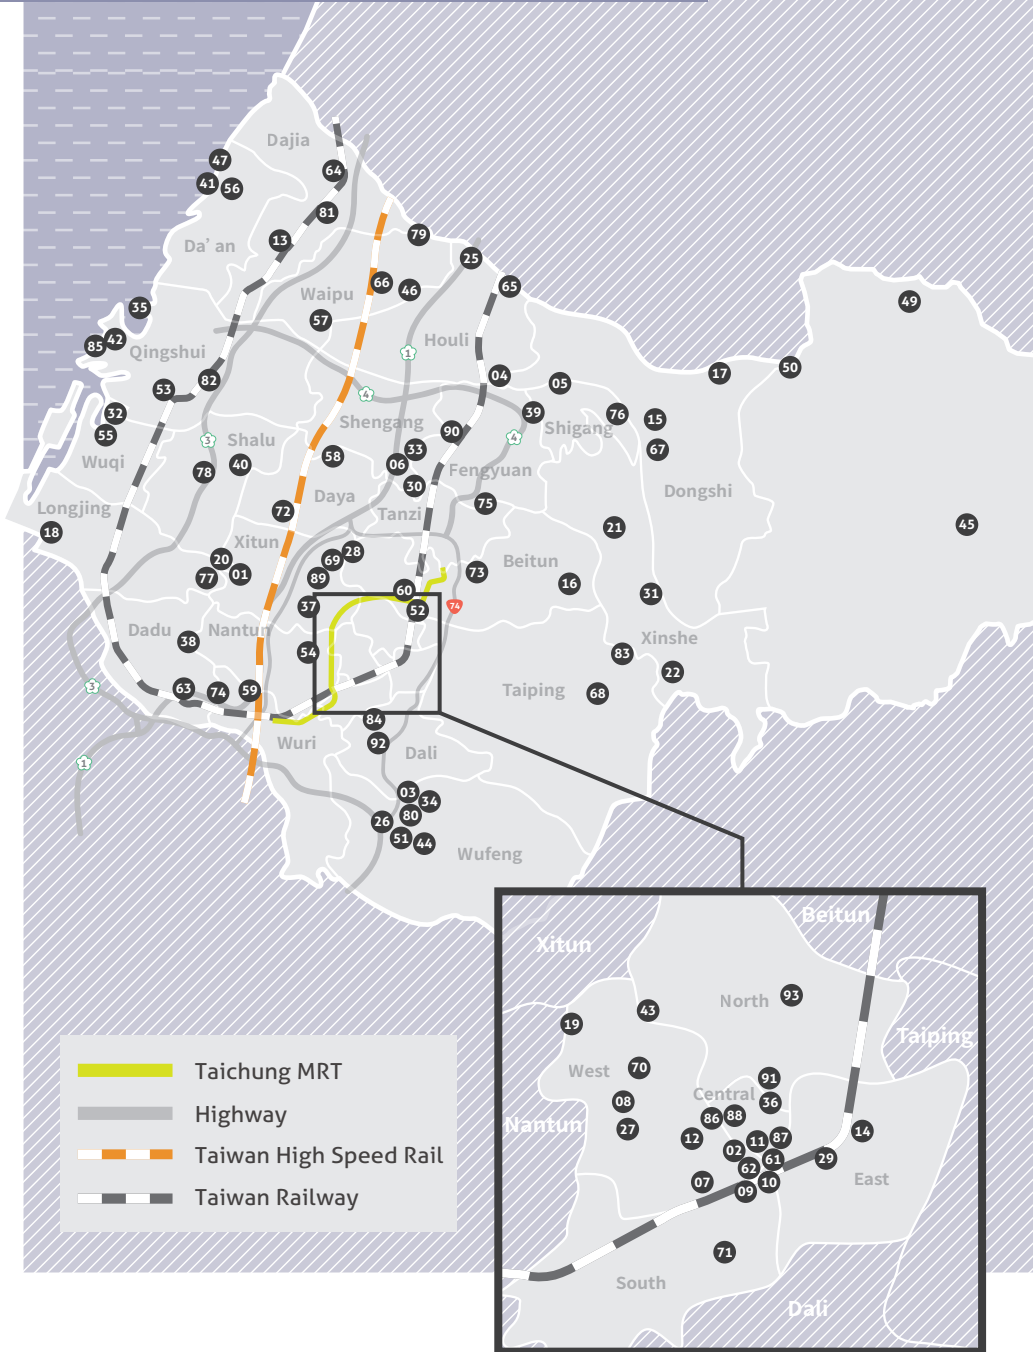 Dajia
47
64
41
56
81
Da' an
13
79
25
Waipu
66
46
65
49
35
57
Houli
85
42
Qingshui
1
53
82
4
04
05
17
50
32
55
3
Shengang
39
Shigang
76
15
Wuqi
Shalu
78
40
58
90
33
06
4
67
Fengyuan
Longjing
18
Daya
30
75
Dongshi
72
Tanzi
21
45
Xitun
20
77
01
69
28
89
73
Beitun
16
60
37
52
74
31
Dadu
38
Nantun
54
83
Xinshe
22
3
63
74
59
Taiping
68
84
Wuri
92
Dali
1
03
34
26
80
51
44
Wufeng
Beitun
Xitun
North
93
43
19
Taiping
West
70
91
08
Central
36
Nantun
27
86
88
12
02
11
87
14
62
61
29
07
09
10
East
71
South
Dali
Taichung MRT
Highway
Taiwan High Speed Rail
Taiwan Railway